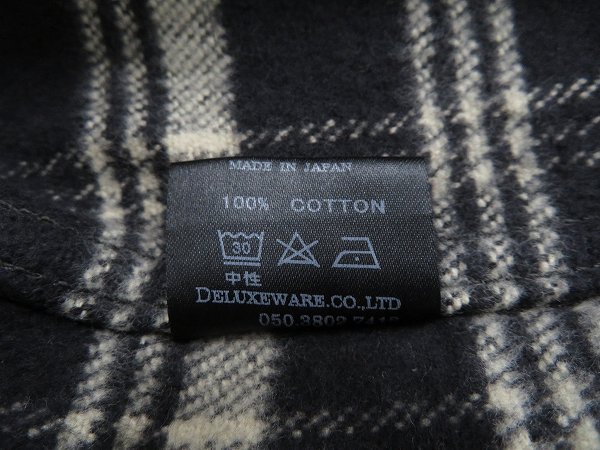 MADE IN JAPAN
100% COTTON
30
中性
DELUXEWARE.CO.,LTD